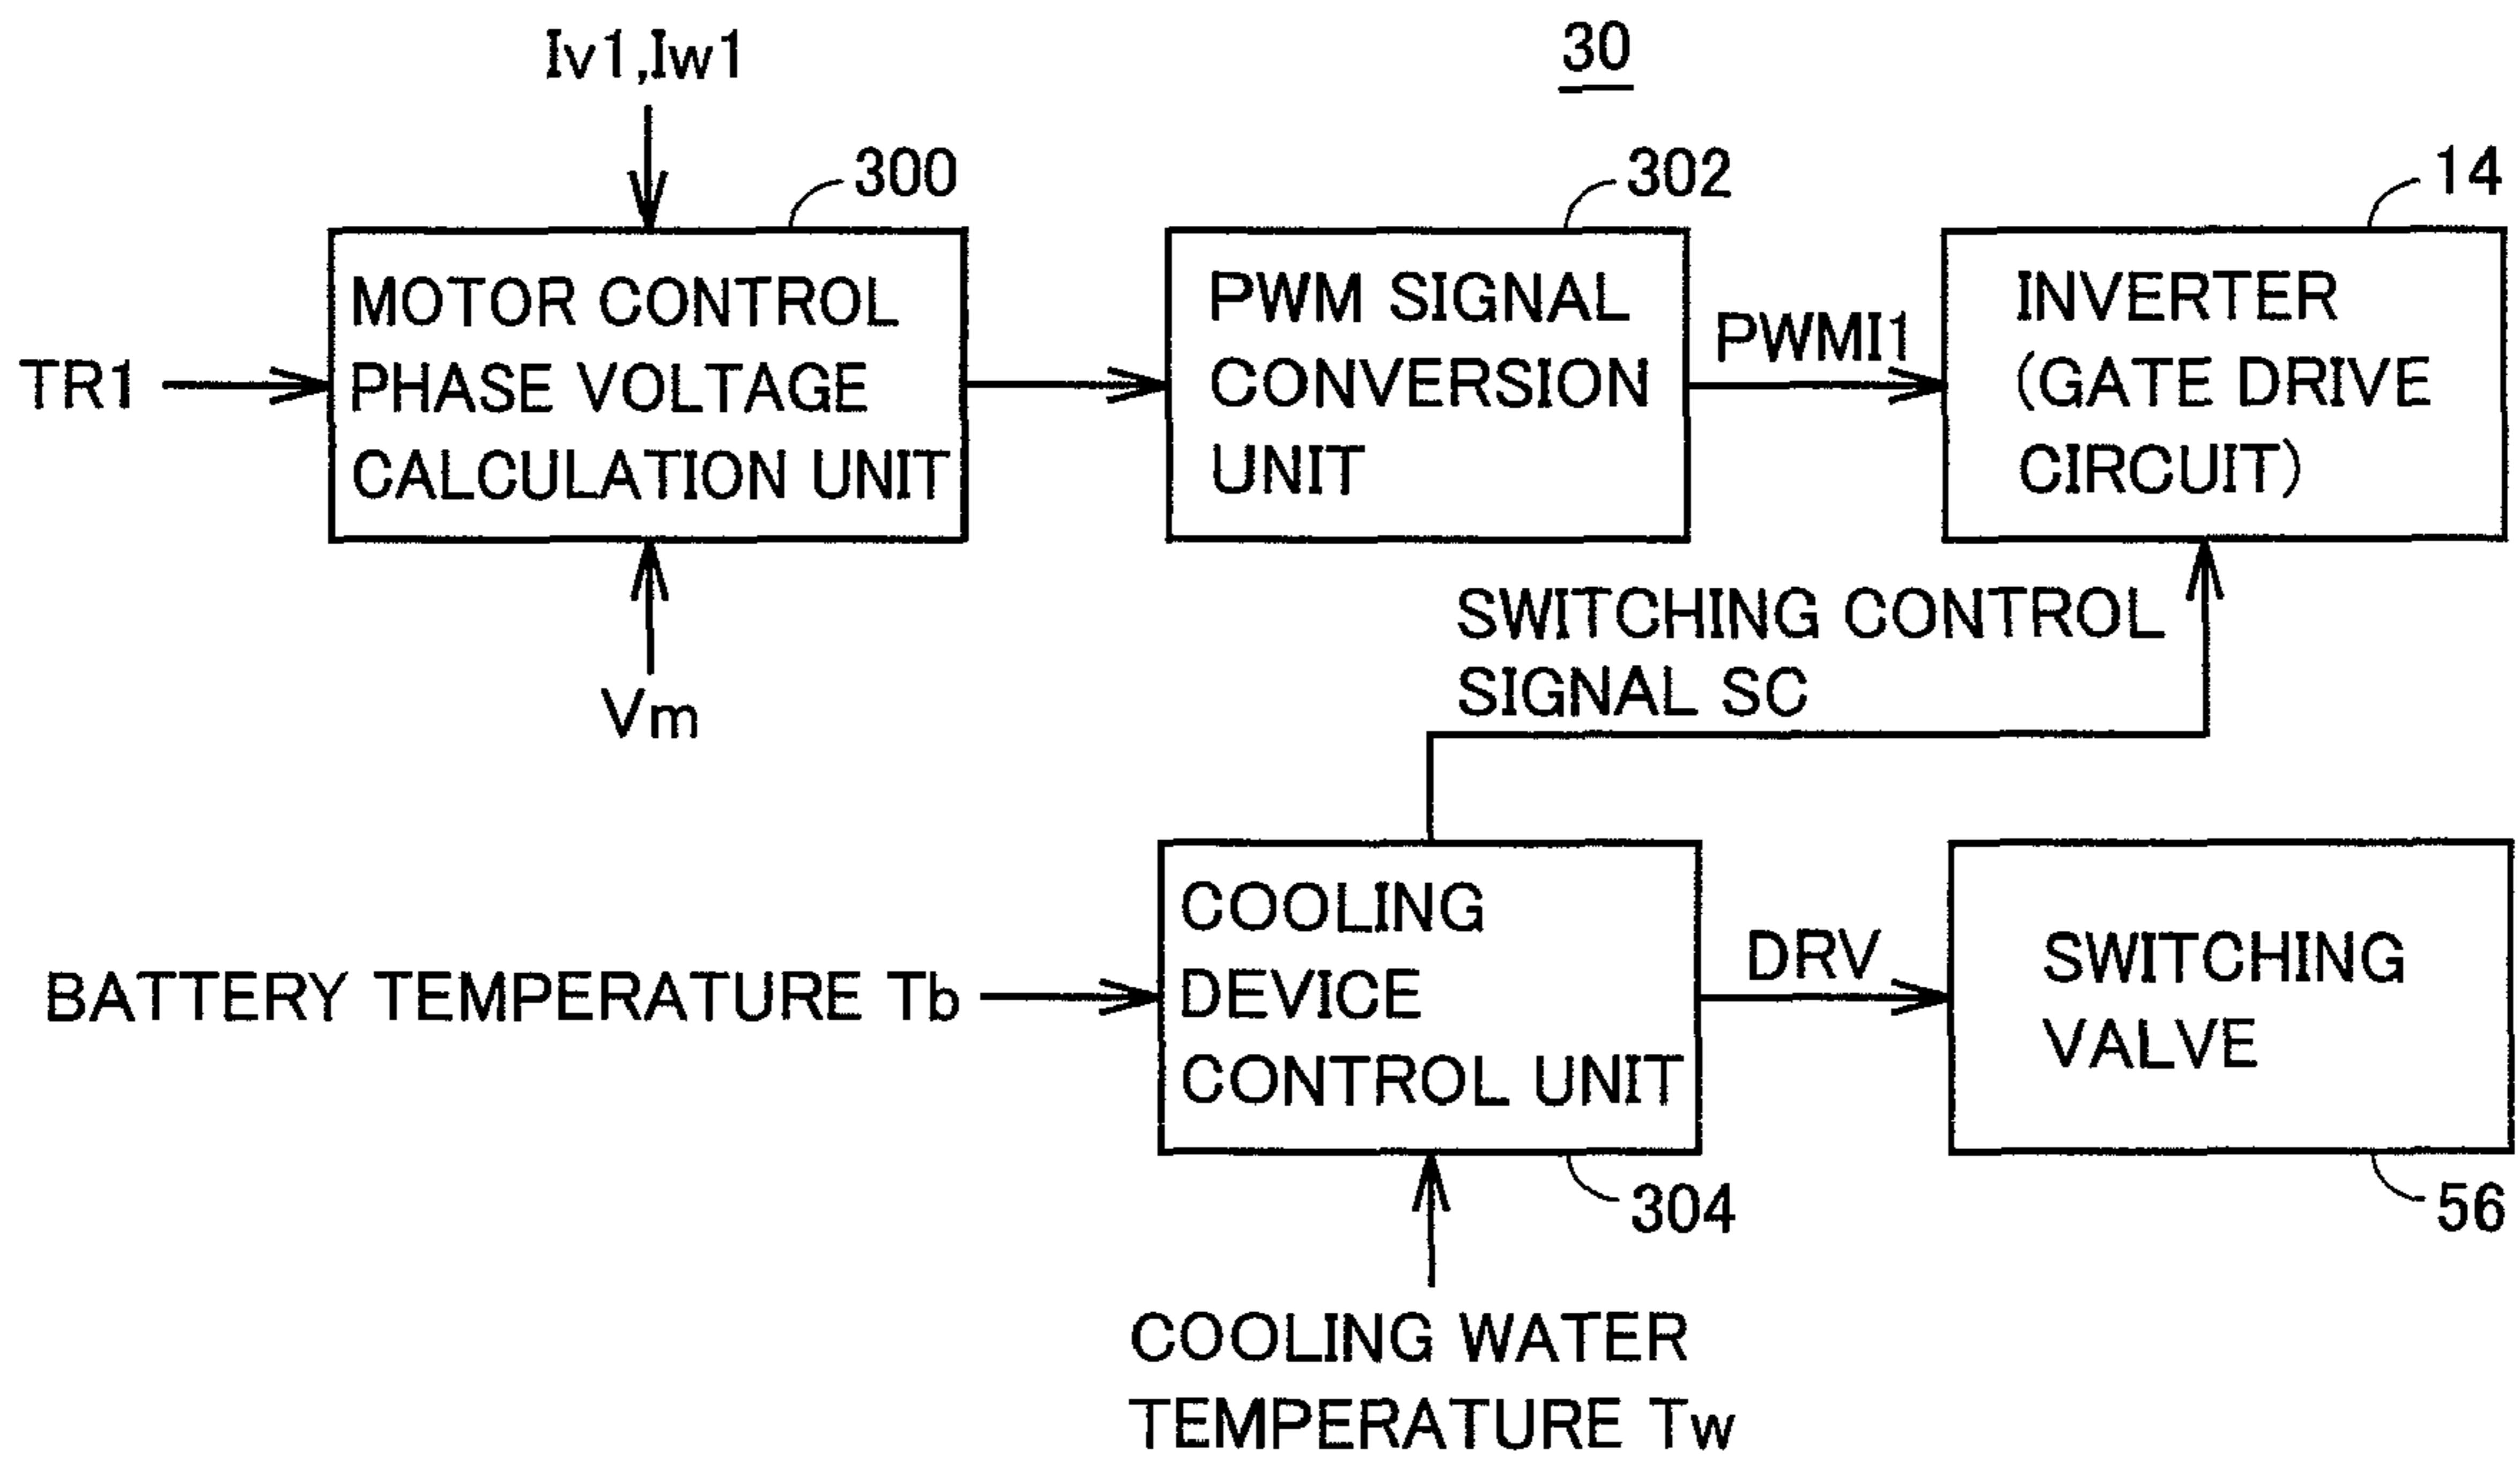 Iv1,Iw1
30
300
302
14
MOTOR CONTROL
PHASE VOLTAGE
CALCULATION UNIT
PWM SIGNAL
CONVERSION
UNIT
INVERTER
(GATE DRIVE
CIRCUIT)
TR1
PWMI1
Vm
SWITCHING CONTROL
SIGNAL SC
BATTERY TEMPERATURE Tb
COOLING
DEVICE
CONTROL UNIT
DRV
SWITCHING
VALVE
304
56
COOLING WATER
TEMPERATURE Tw